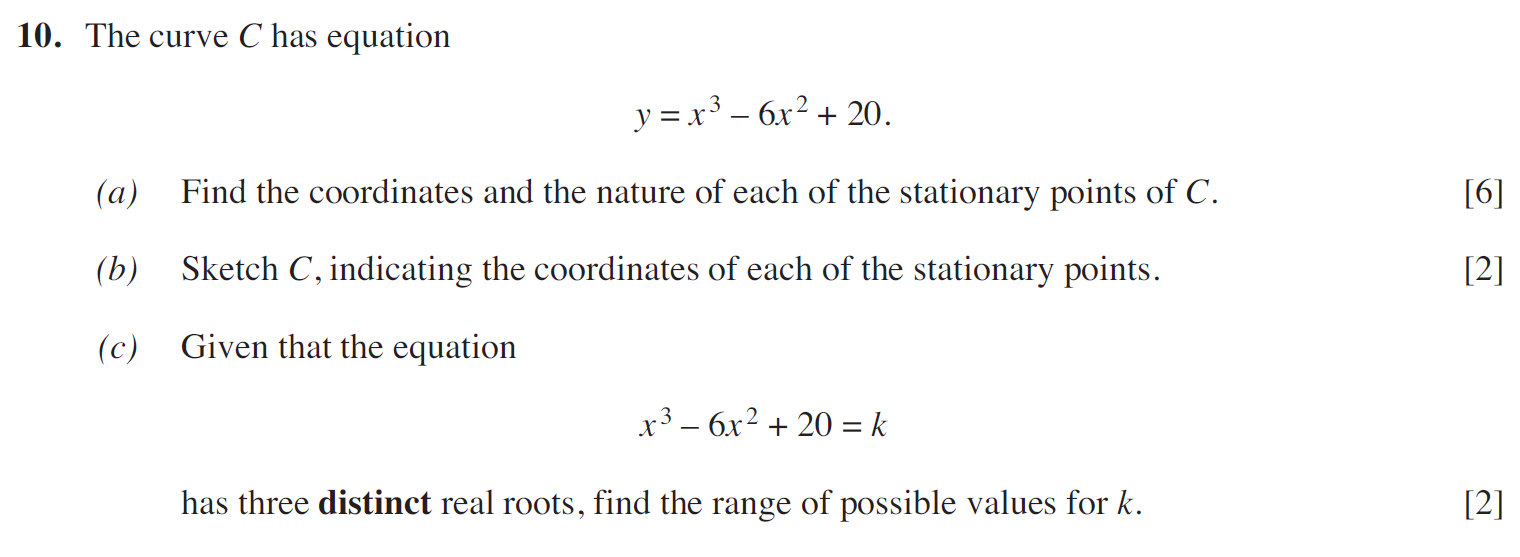 10. The curve C has equation
y = x³ – 6x² + 20.
(a) Find the coordinates and the nature of each of the stationary points of C. [6]
(b) Sketch C, indicating the coordinates of each of the stationary points. [2]
(c) Given that the equation
x³ – 6x² + 20 = k
has three distinct real roots, find the range of possible values for k. [2]